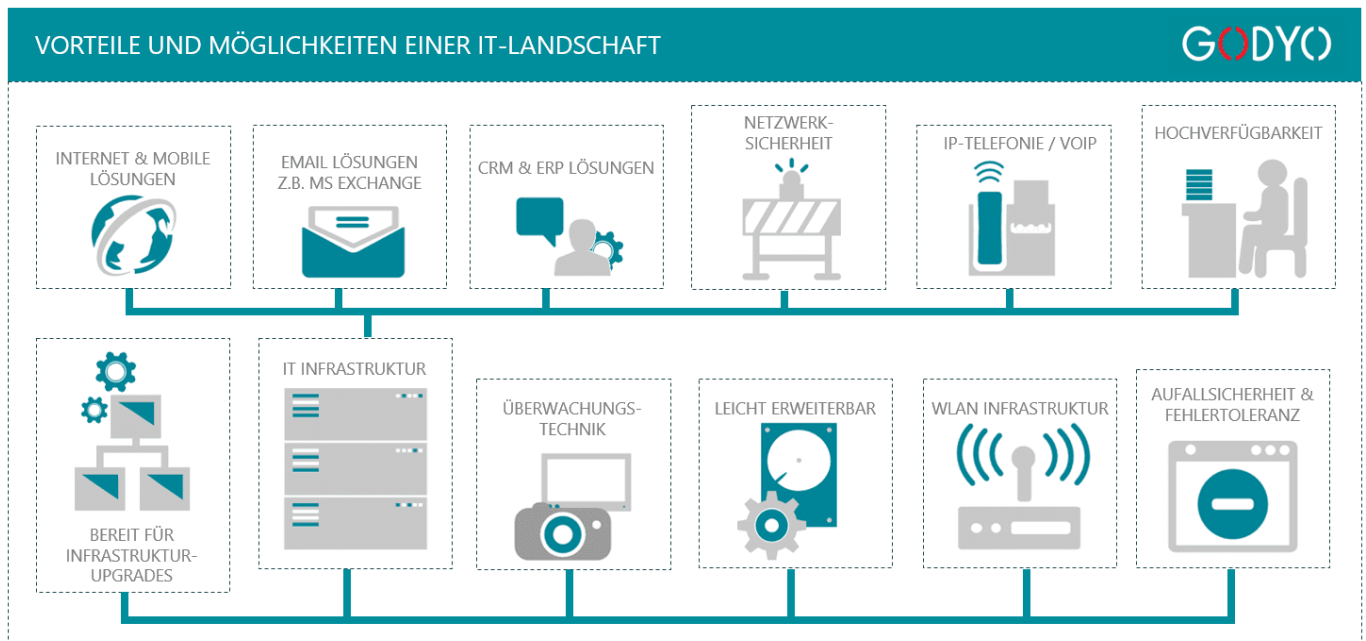 VORTEILE UND MÖGLICHKEITEN EINER IT-LANDSCHAFT
GODYO
INTERNET & MOBILE
LÖSUNGEN
EMAIL LÖSUNGEN
Z.B. MS EXCHANGE
CRM & ERP LÖSUNGEN
NETZWERK-
SICHERHEIT
IP-TELEFONIE / VOIP
HOCHVERFÜGBARKEIT
BEREIT FÜR
INFRASTRUKTUR-
UPGRADES
IT INFRASTRUKTUR
ÜBERWACHUNGS-
TECHNIK
LEICHT ERWEITERBAR
WLAN INFRASTRUKTUR
AUFALLSICHERHEIT &
FEHLERTOLERANZ